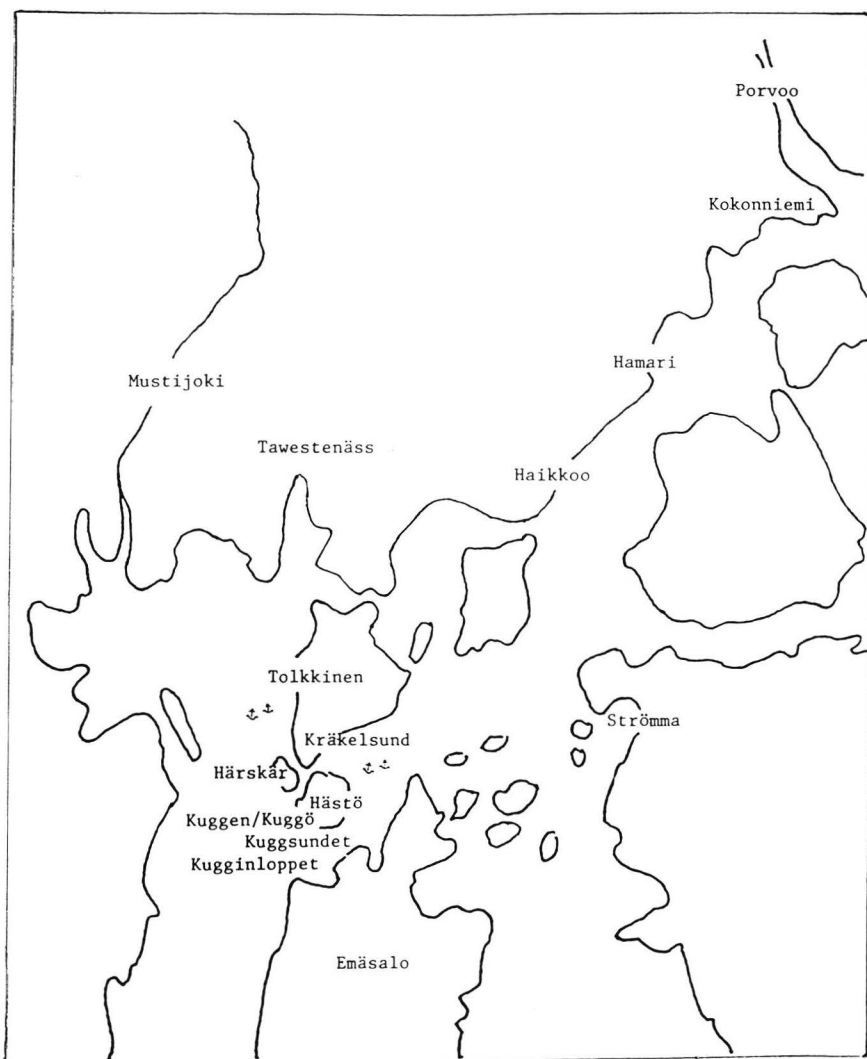 Porvoo
Kokonniemi
Hamari
Mustijoki
Tawestenäss
Haikkoo
Tolkkinen
Strömma
Kräkelsund
Härskär
Hästö
Kuggen/Kuggö
Kuggsundet
Kugginloppet
Emäsalo